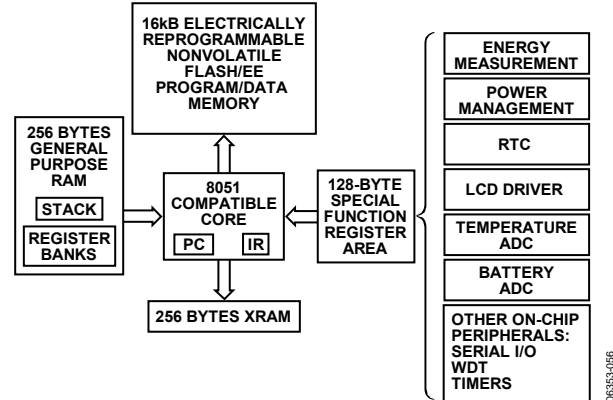 16kB ELECTRICALLY
REPROGRAMMABLE
NONVOLATILE
FLASH/EE
PROGRAM/DATA
MEMORY
256 BYTES
GENERAL
PURPOSE
RAM
STACK
REGISTER
BANKS
8051
COMPATIBLE
CORE
PC IR
128-BYTE
SPECIAL
FUNCTION
REGISTER
AREA
256 BYTES XRAM
ENERGY
MEASUREMENT
POWER
MANAGEMENT
RTC
LCD DRIVER
TEMPERATURE
ADC
BATTERY
ADC
OTHER ON-CHIP
PERIPHERALS:
SERIAL I/O
WDT
TIMERS
06353-056